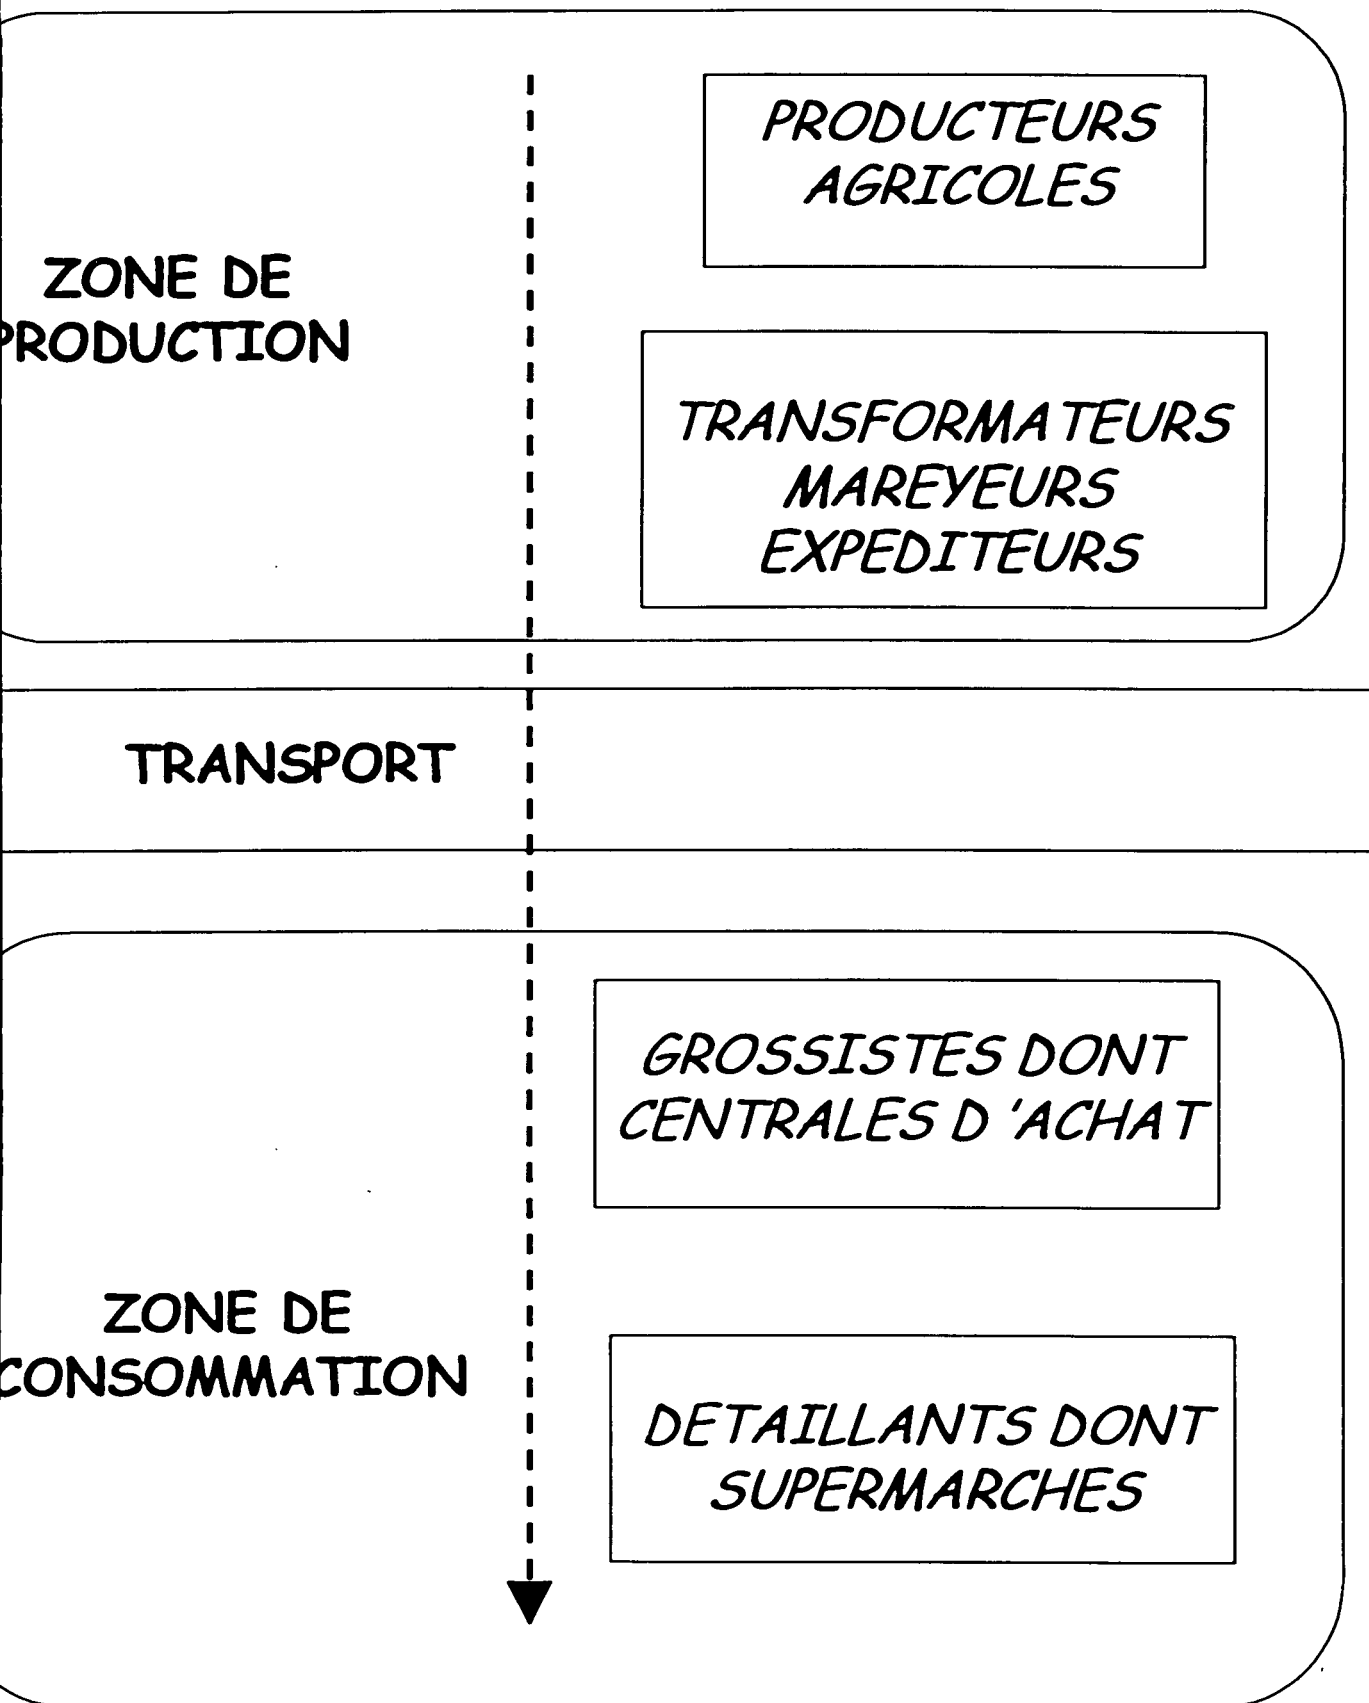 PRODUCTEURS
AGRICOLES
ZONE DE
PRODUCTION
TRANSFORMATEURS
MAREYEURS
EXPEDITEURS
TRANSPORT
GROSSISTES DONT
CENTRALES D 'ACHAT
ZONE DE
CONSOMMATION
DETAILLANTS DONT
SUPERMARCHES